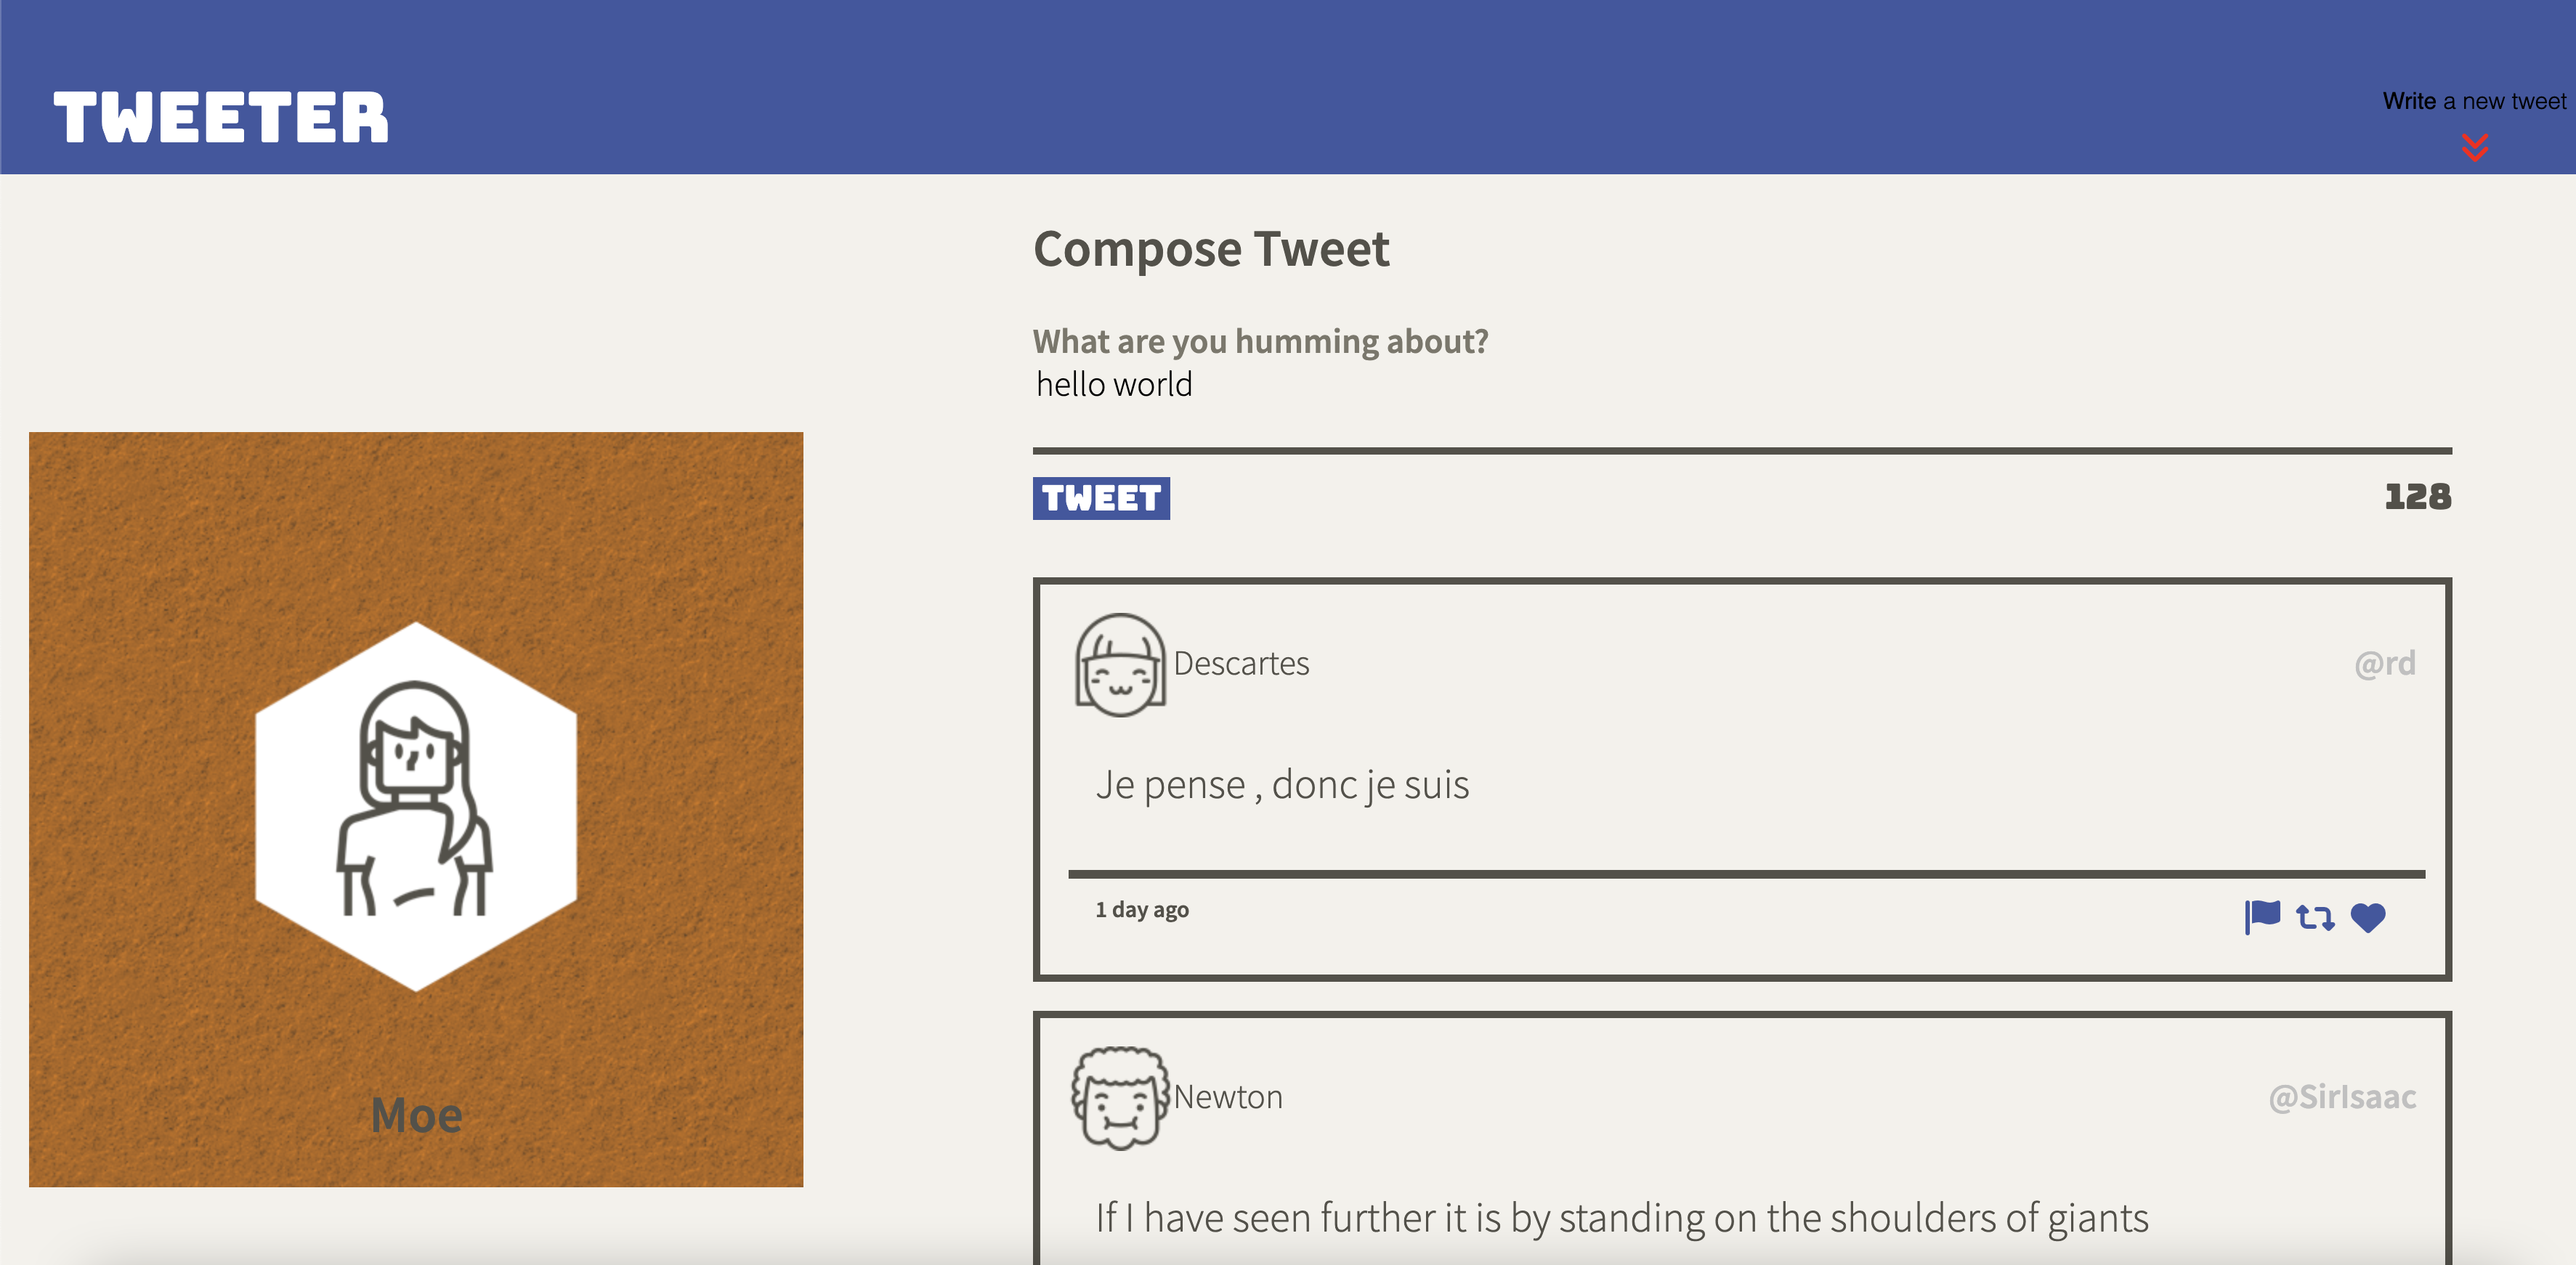 TWEETER
Write a new tweet
Compose Tweet
What are you humming about?
hello world
TWEET
128
Descartes
@rd
Je pense , donc je suis
1 day ago
Moe
Newton
@SirIsaac
If I have seen further it is by standing on the shoulders of giants